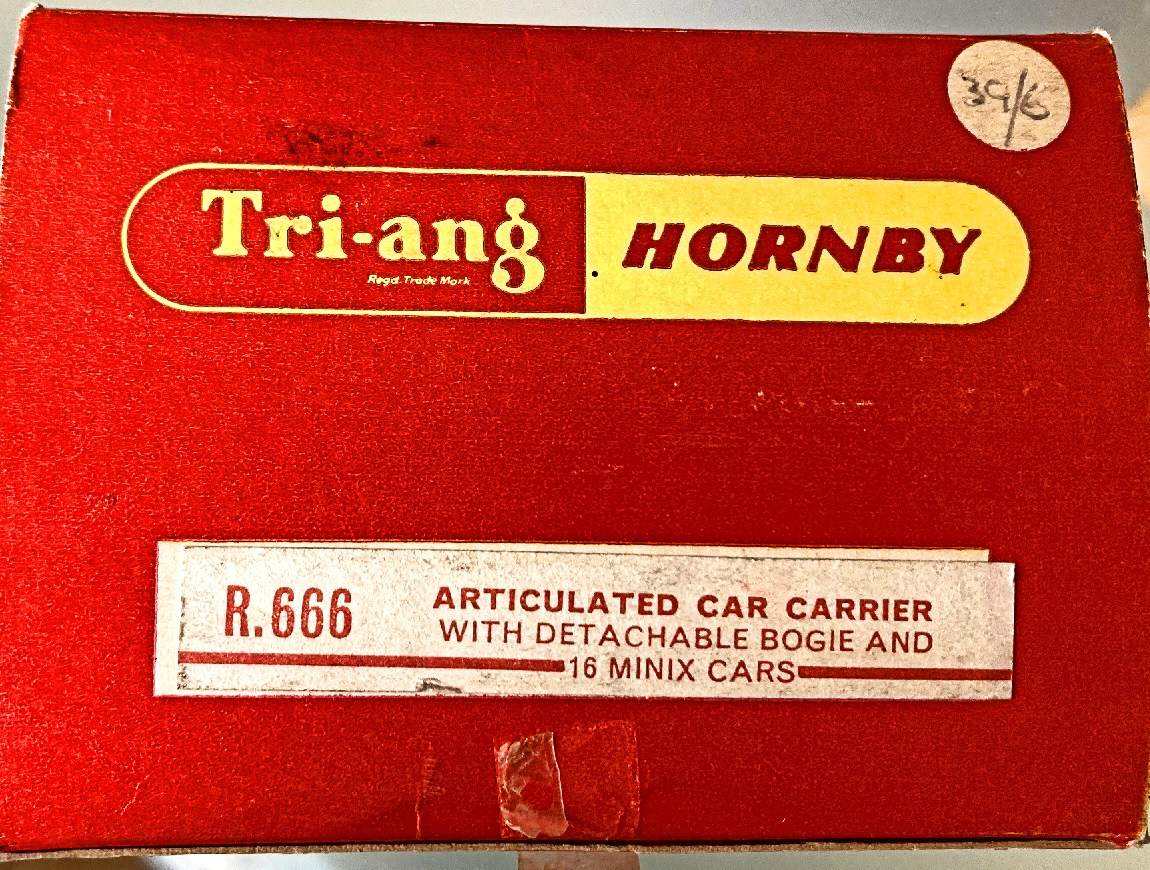 39/6
Tri-ang HORNBY
Regd. Trade Mark
R.666 ARTICULATED CAR CARRIER
WITH DETACHABLE BOGIE AND
16 MINIX CARS